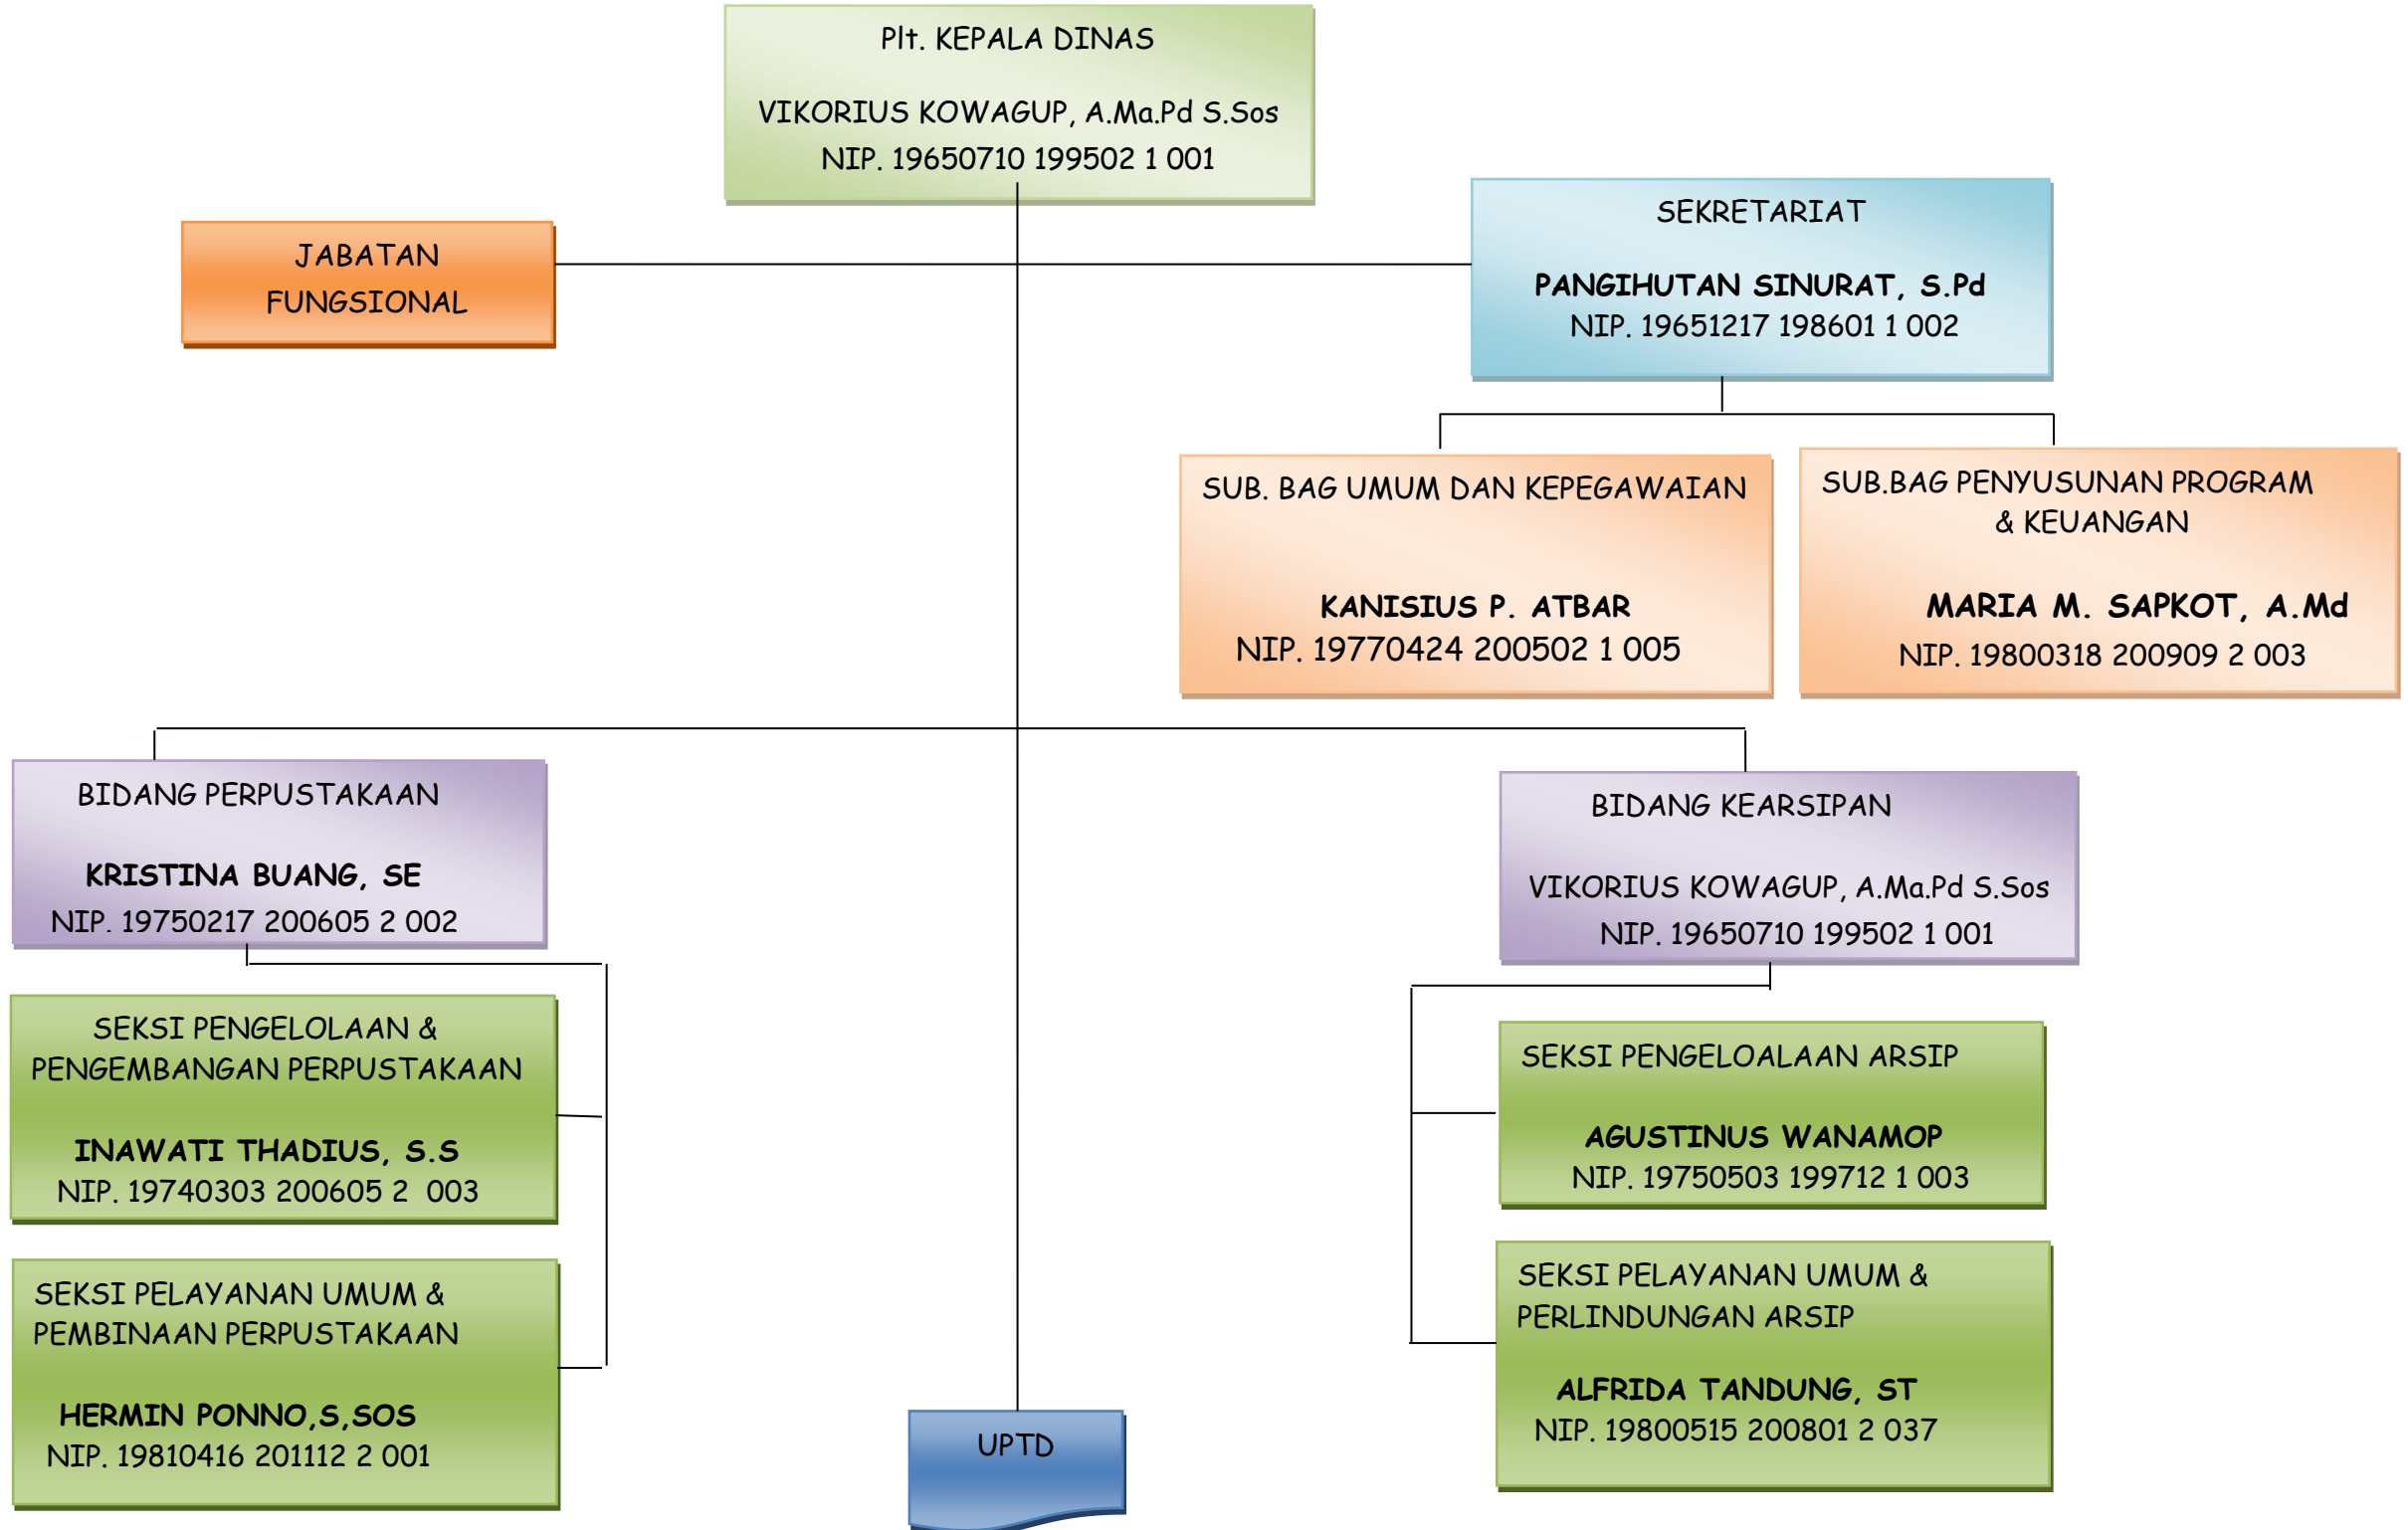 Plt. KEPALA DINAS
VIKORIUS KOWAGUP, A.Ma.Pd S.Sos
NIP. 19650710 199502 1 001
JABATAN
FUNGSIONAL
SEKRETARIAT
PANGIHUTAN SINURAT, S.Pd
NIP. 19651217 198601 1 002
SUB. BAG UMUM DAN KEPEGAWAIAN
KANISIUS P. ATBAR
NIP. 19770424 200502 1 005
SUB.BAG PENYUSUNAN PROGRAM
& KEUANGAN
MARIA M. SAPKOT, A.Md
NIP. 19800318 200909 2 003
BIDANG PERPUSTAKAAN
KRISTINA BUANG, SE
NIP. 19750217 200605 2 002
BIDANG KEARSIPAN
VIKORIUS KOWAGUP, A.Ma.Pd S.Sos
NIP. 19650710 199502 1 001
SEKSI PENGELOLAAN &
PENGEMBANGAN PERPUSTAKAAN
INAWATI THADIUS, S.S
NIP. 19740303 200605 2 003
SEKSI PENGELOALAAN ARSIP
AGUSTINUS WANAMOP
NIP. 19750503 199712 1 003
SEKSI PELAYANAN UMUM &
PEMBINAAN PERPUSTAKAAN
HERMIN PONNO,S,SOS
NIP. 19810416 201112 2 001
SEKSI PELAYANAN UMUM &
PERLINDUNGAN ARSIP
ALFRIDA TANDUNG, ST
NIP. 19800515 200801 2 037
UPTD